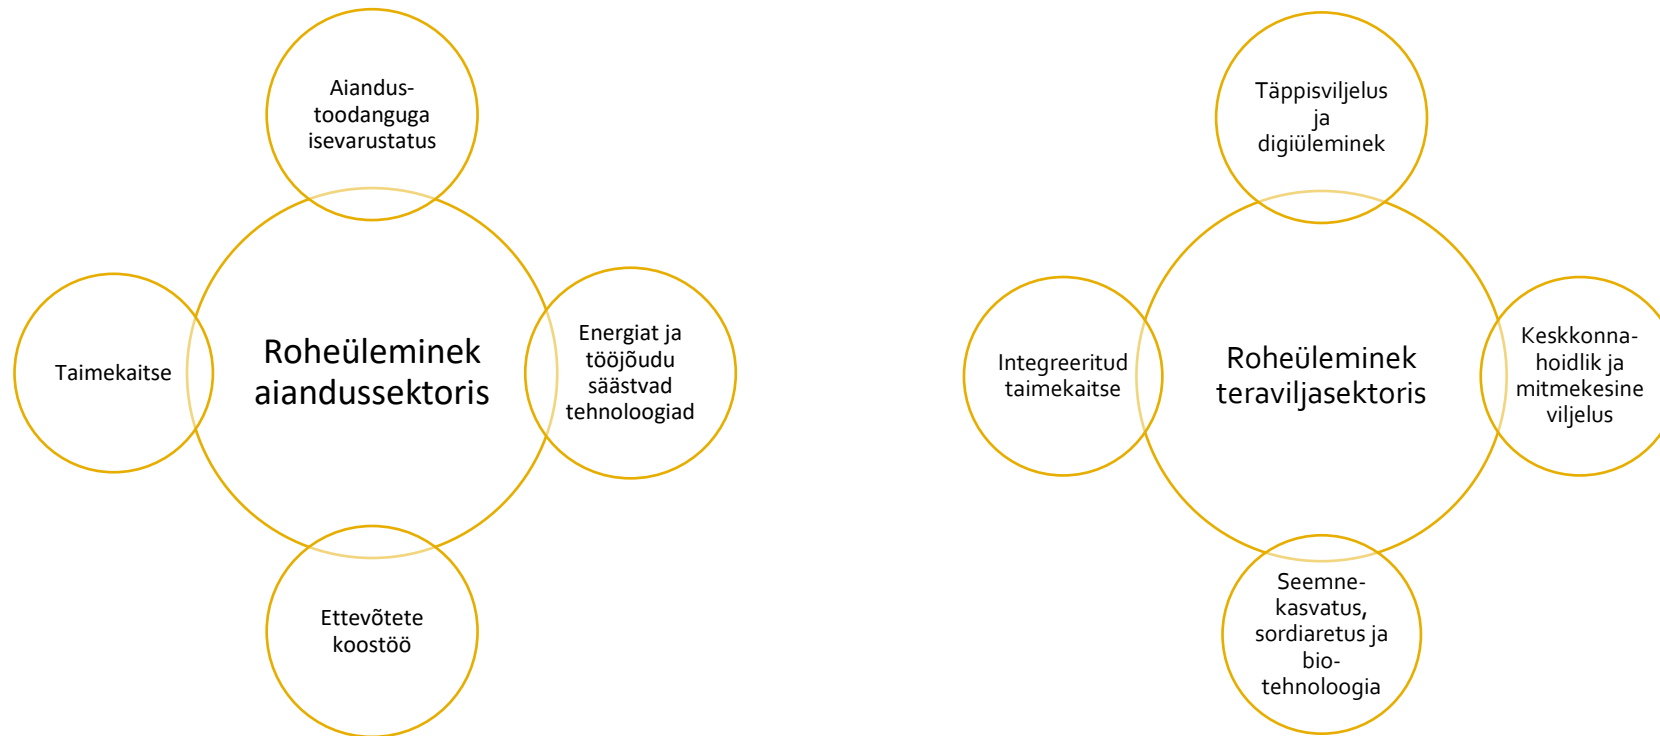 Aiandus-
toodanguga
isevarustatus
Taimekaitse
Roheüleminek
aiandussektoris
Energiat ja
tööjõudu
säästvad
tehnoloogiad
Ettevõtete
koostöö
Täppisviljelus
ja
digiüleminek
Integreeritud
taimekaitse
Roheüleminek
teraviljasektoris
Keskkonna-
hoidlik ja
mitmekesine
viljelus
Seemne-
kasvatus,
sordiaretus ja
bio-
tehnoloogia